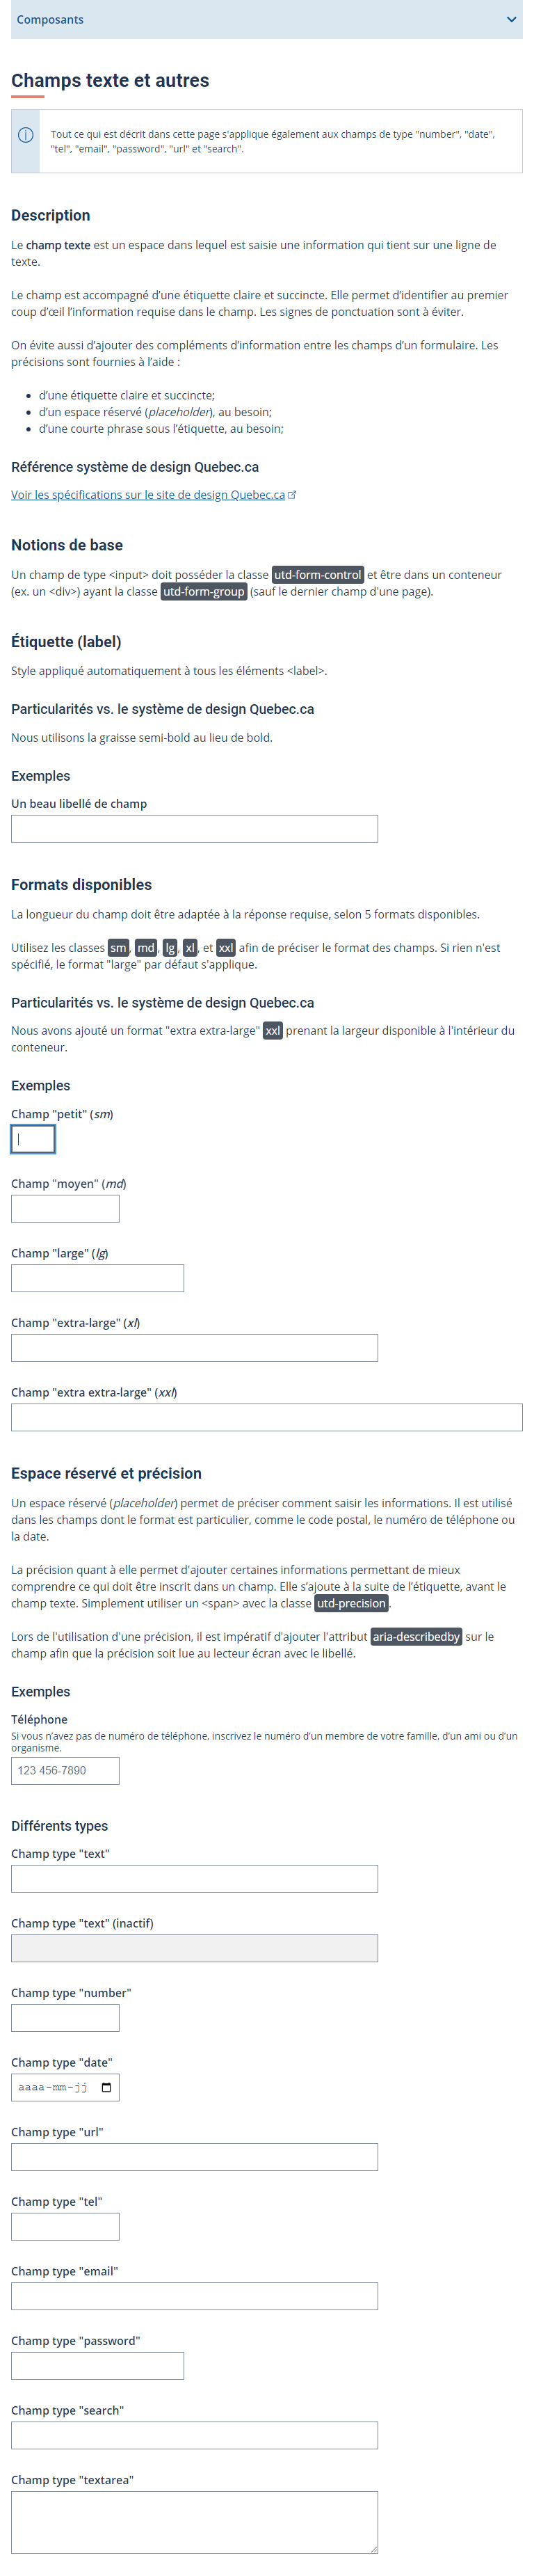 Composants
Champs texte et autres
Tout ce qui est décrit dans cette page s'applique également aux champs de type "number", "date",
"tel", "email", "password", "url" et "search".
Description
Le champ texte est un espace dans lequel est saisie une information qui tient sur une ligne de
texte.
Le champ est accompagné d’une étiquette claire et succincte. Elle permet d’identifier au premier
coup d’œil l’information requise dans le champ. Les signes de ponctuation sont à éviter.
On évite aussi d’ajouter des compléments d’information entre les champs d’un formulaire. Les
précisions sont fournies à l’aide :
d’une étiquette claire et succincte;
d’un espace réservé (placeholder), au besoin;
d’une courte phrase sous l’étiquette, au besoin;
Référence système de design Quebec.ca
Voir les spécifications sur le site de design Quebec.ca
Notions de base
Un champ de type <input> doit posséder la classe utd-form-control et être dans un conteneur
(ex. un <div>) ayant la classe utd-form-group (sauf le dernier champ d'une page).
Étiquette (label)
Style appliqué automatiquement à tous les éléments <label>.
Particularités vs. le système de design Quebec.ca
Nous utilisons la graisse semi-bold au lieu de bold.
Exemples
Un beau libellé de champ
Formats disponibles
La longueur du champ doit être adaptée à la réponse requise, selon 5 formats disponibles.
Utilisez les classes sm, md, lg, xl, et xxl afin de préciser le format des champs. Si rien n'est
spécifié, le format "large" par défaut s'applique.
Particularités vs. le système de design Quebec.ca
Nous avons ajouté un format "extra extra-large" xxl prenant la largeur disponible à l'intérieur du
conteneur.
Exemples
Champ "petit" (sm)
Champ "moyen" (md)
Champ "large" (lg)
Champ "extra-large" (xl)
Champ "extra extra-large" (xxl)
Espace réservé et précision
Un espace réservé (placeholder) permet de préciser comment saisir les informations. Il est utilisé
dans les champs dont le format est particulier, comme le code postal, le numéro de téléphone ou
la date.
La précision quant à elle permet d'ajouter certaines informations permettant de mieux
comprendre ce qui doit être inscrit dans un champ. Elle s’ajoute à la suite de l’étiquette, avant le
champ texte. Simplement utiliser un <span> avec la classe utd-precision.
Lors de l'utilisation d'une précision, il est impératif d'ajouter l'attribut aria-describedby sur le
champ afin que la précision soit lue au lecteur écran avec le libellé.
Exemples
Téléphone
Si vous n’avez pas de numéro de téléphone, inscrivez le numéro d’un membre de votre famille, d’un ami ou d’un
organisme.
123 456-7890
Différents types
Champ type "text"
Champ type "text" (inactif)
Champ type "number"
Champ type "date"
aaaa-mm-jj
Champ type "url"
Champ type "tel"
Champ type "email"
Champ type "password"
Champ type "search"
Champ type "textarea"